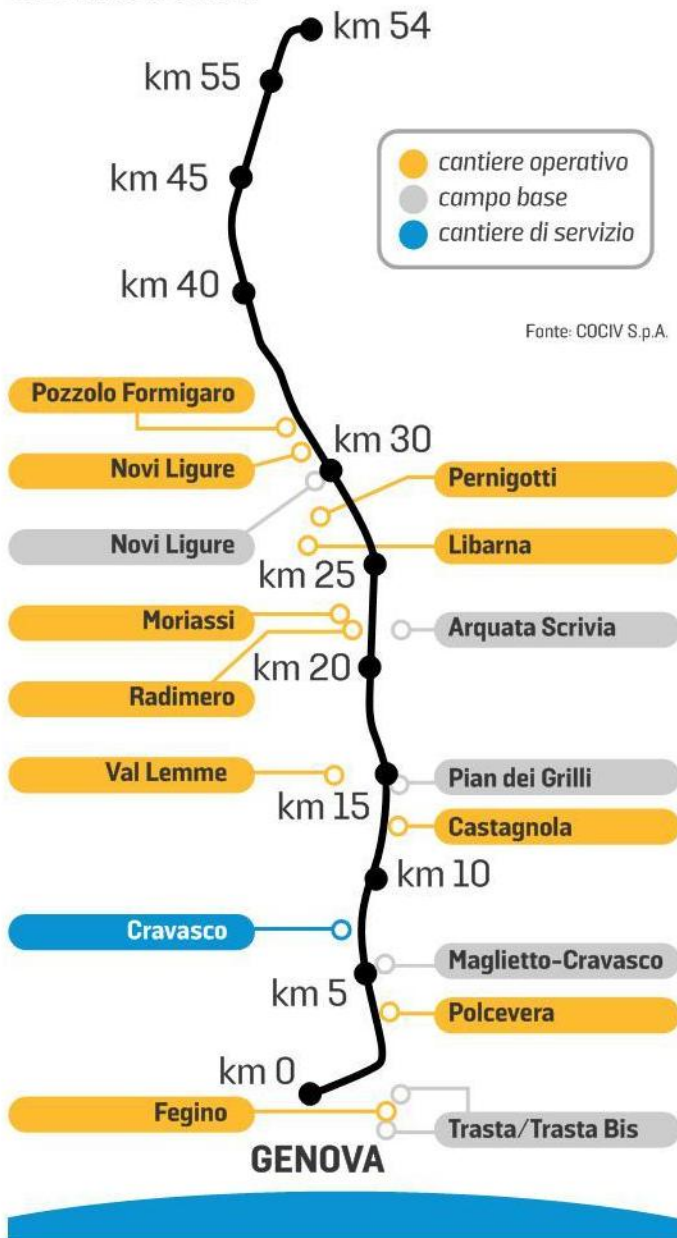 km 54
km 55
cantiere operativo
campo base
cantiere di servizio
km 45
km 40
Fonte: COCIV S.p.A.
Pozzolo Formigaro
km 30
Novi Ligure
Pernigotti
Novi Ligure
Libarna
km 25
Moriassi
Arquata Scrivia
km 20
Radimero
Val Lemme
Pian dei Grilli
km 15
Castagnola
km 10
Cravasco
Maglietto-Cravasco
km 5
Polcevera
km 0
Fegino
Trasta/Trasta Bis
GENOVA